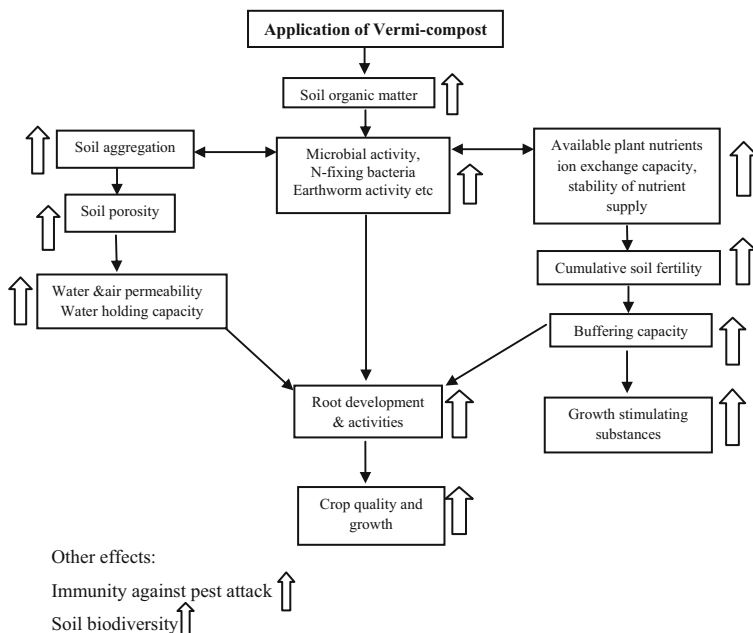 Application of Vermi-compost
Soil organic matter
Soil aggregation
Microbial activity,
N-fixing bacteria
Earthworm activity etc
Available plant nutrients
ion exchange capacity,
stability of nutrient
supply
Soil porosity
Cumulative soil fertility
Water &air permeability
Water holding capacity
Buffering capacity
Root development
& activities
Growth stimulating
substances
Crop quality and
growth
Other effects:
Immunity against pest attack
Soil biodiversity